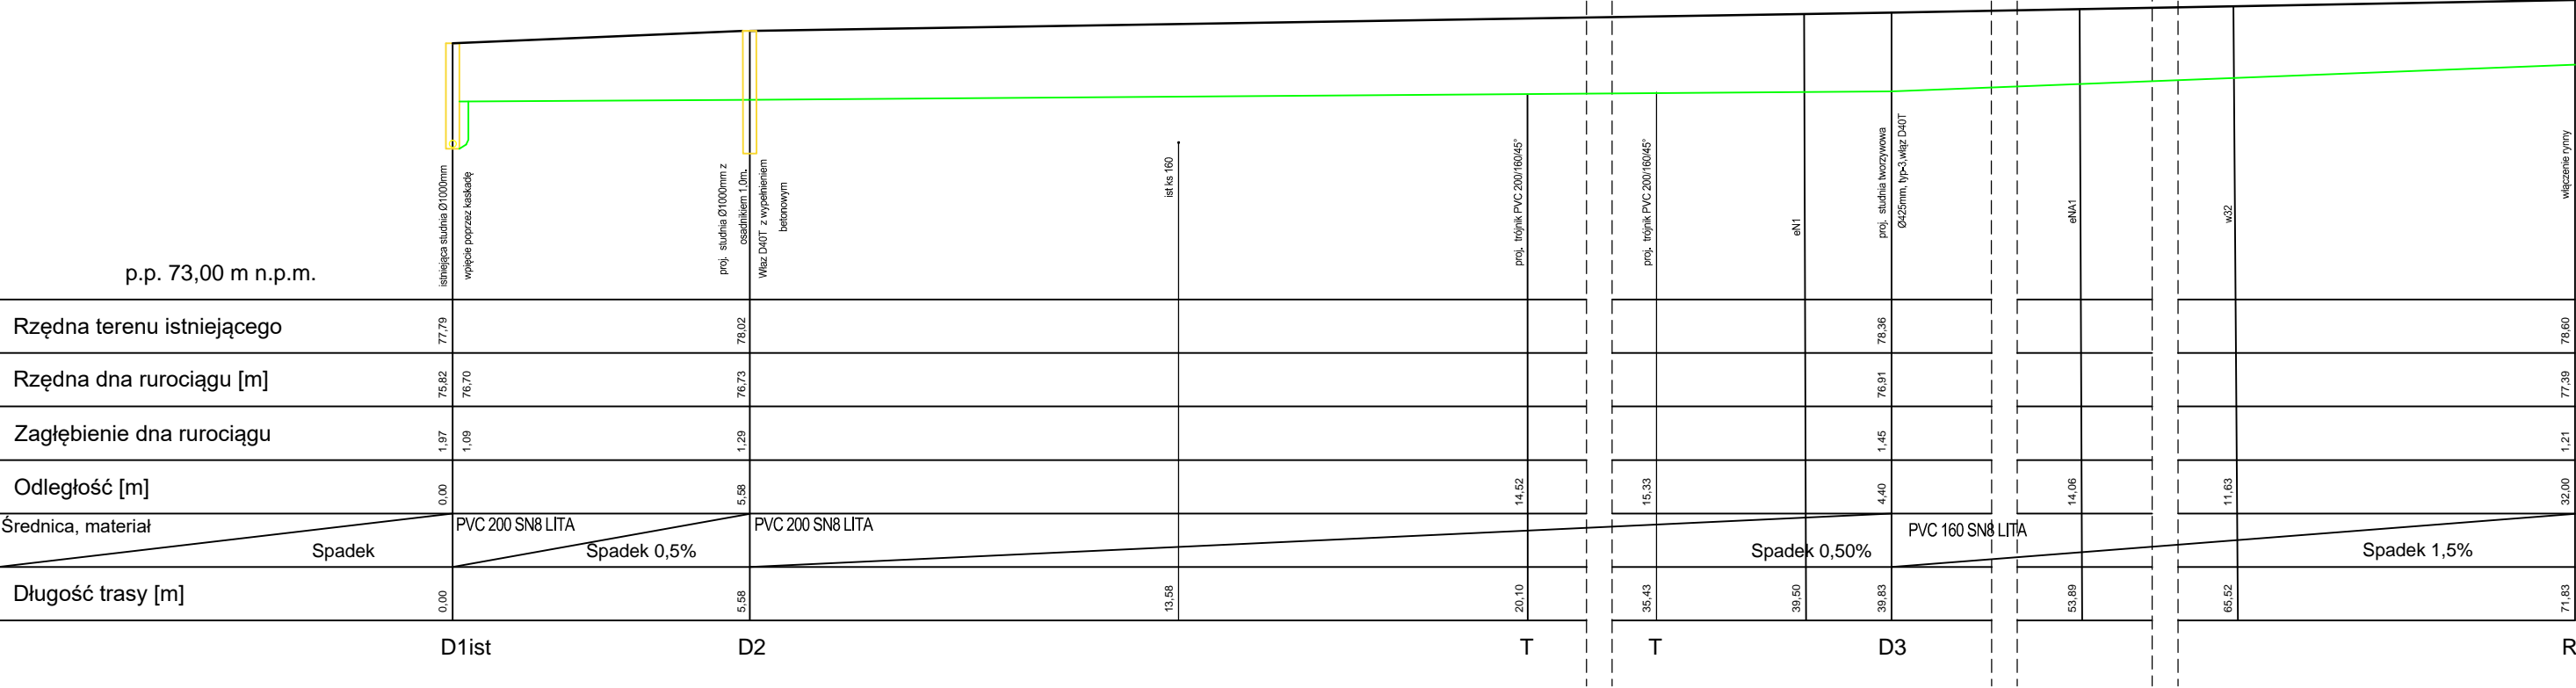 istniejąca studnia Ø1000mm
wpięcie poprzez kaskadę
proj. studnia Ø1000mm z
osadnikiem 1,0m.
Właz D40T z wypełnieniem
betonowym
ist ks 160
proj. trójnik PVC 200/160/45°
proj. trójnik PVC 200/160/45°
eN1
proj. studnia tworzywowa
Ø425mm, typ-3,właz D40T
eNA1
w32
włączenie rynny
p.p. 73,00 m n.p.m.
Rzędna terenu istniejącego 77,79 78,02 78,36 78,60
Rzędna dna rurociągu [m] 75,82 76,70 76,73 76,91 77,39
Zagłębienie dna rurociągu 1,97 1,09 1,29 1,45 1,21
Odległość [m] 0,00 5,58 14,52 15,33 4,40 14,06 11,63 32,00
Średnica, materiał PVC 200 SN8 LITA PVC 200 SN8 LITA PVC 160 SN8 LITA
Spadek Spadek 0,5% Spadek 0,50% Spadek 1,5%
Długość trasy [m] 0,00 5,58 13,58 20,10 35,43 39,50 39,83 53,89 65,52 71,83
D1ist D2 T T D3 R